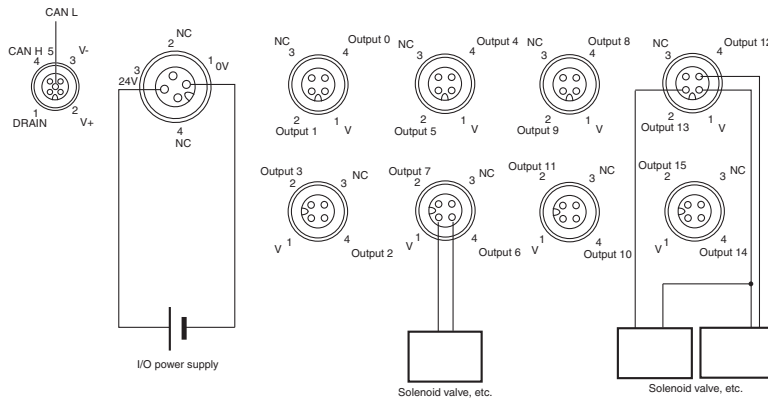 CAN L
CAN H 5 V-
4 3
1 2
DRAIN V+
NC
2
3 1 0V
24V
4
NC
I/O power supply
NC Output 0
3 4
2 1
Output 1 V
NC Output 4
3 4
2 1
Output 5 V
NC Output 8
3 4
2 1
Output 9 V
NC Output 12
3 4
2 1
Output 13 V
Output 3
2 3 NC
1 4
V Output 2
Output 7
2 3 NC
1 4
V Output 6
Output 11
2 3 NC
1 4
V Output 10
Output 15
2 3 NC
1 4
V Output 14
Solenoid valve, etc.
Solenoid valve, etc.